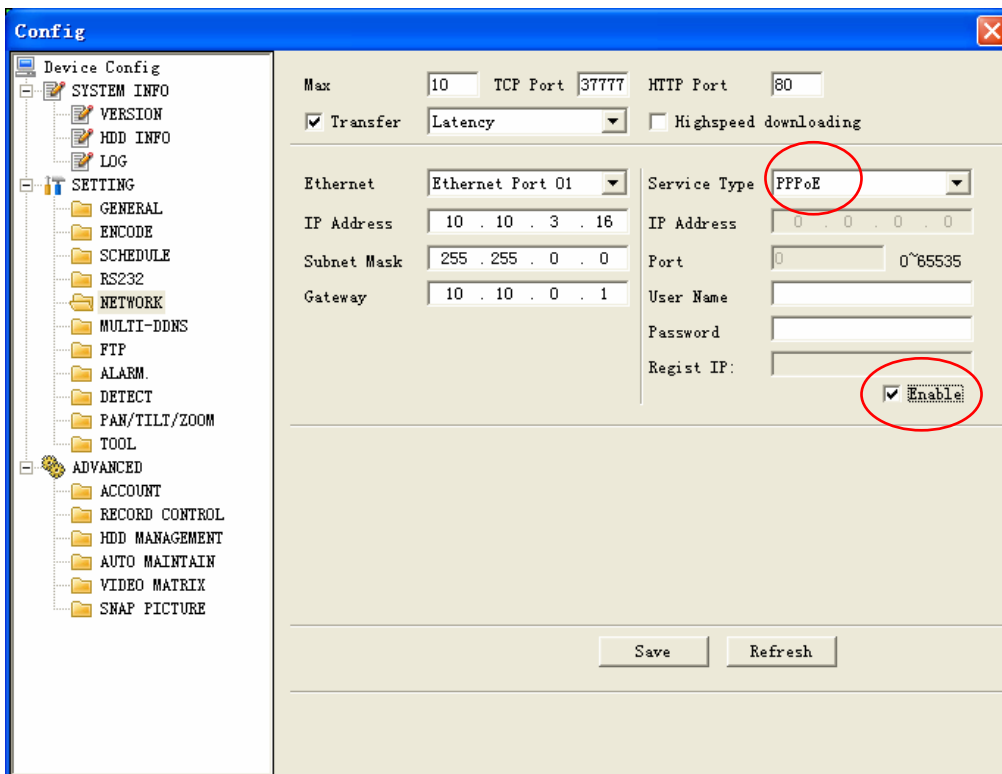 Config
Device Config
SYSTEM INFO
VERSION
HDD INFO
LOG
SETTING
GENERAL
ENCODE
SCHEDULE
RS232
NETWORK
MULTI-DDNS
FTP
ALARM.
DETECT
PAN/TILT/ZOOM
TOOL
ADVANCED
ACCOUNT
RECORD CONTROL
HDD MANAGEMENT
AUTO MAINTAIN
VIDEO MATRIX
SNAP PICTURE
Max 10 TCP Port 37777 HTTP Port 80
Transfer Latency Highspeed downloading
Ethernet Ethernet Port 01
IP Address 10 . 10 . 3 . 16
Subnet Mask 255 . 255 . 0 . 0
Gateway 10 . 10 . 0 . 1
Service Type PPPoE
IP Address 0 . 0 . 0 . 0
Port 0 0~65535
User Name
Password
Regist IP:
Enable
Save Refresh